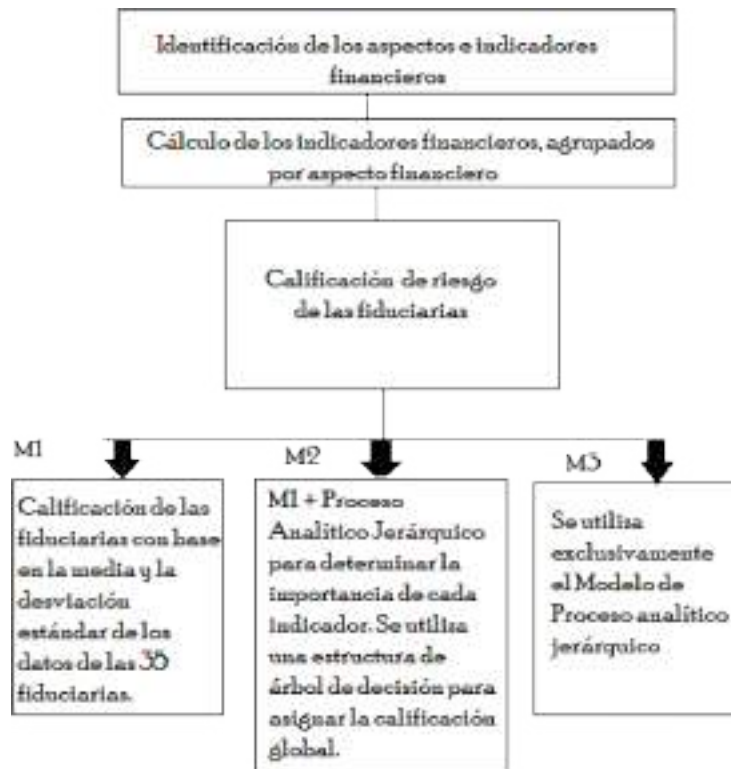 Identificación de los aspectos e indicadores
financieros
Cálculo de los indicadores financieros, agrupados
por aspecto financiero
Calificación de riesgo
de las fiduciarias
M1
Calificación de las
fiduciarias con base
en la media y la
desviación
estándar de los
datos de las 35
fiduciarias.
M2
M1 + Proceso
Analítico Jerárquico
para determinar la
importancia de cada
indicador. Se utiliza
una estructura de
árbol de decisión para
asignar la calificación
global.
M3
Se utilisa
exclusivamente
el Modelo de
Proceso analítico
jerárquico